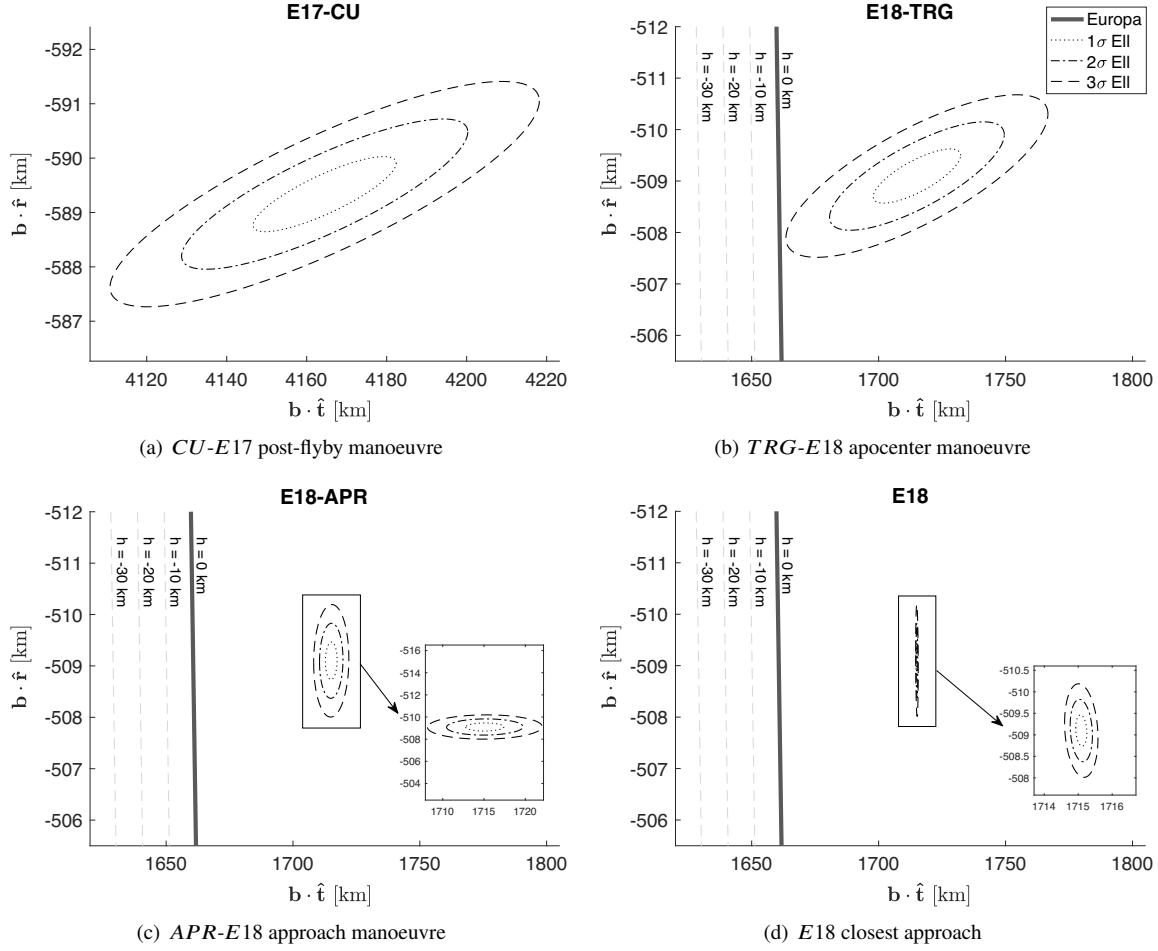 E17-CU
-592
-591
-590
-589
-588
-587
b · r̂ [km]
4120 4140 4160 4180 4200 4220
b · t̂ [km]
(a) CU-E17 post-flyby manoeuvre
E18-TRG
-512
-511
-510
-509
-508
-507
-506
b · r̂ [km]
h = -30 km
h = -20 km
h = -10 km
h = 0 km
Europa
1σ Ell
2σ Ell
3σ Ell
1650 1700 1750 1800
b · t̂ [km]
(b) TRG-E18 apocenter manoeuvre
E18-APR
-512
-511
-510
-509
-508
-507
-506
b · r̂ [km]
h = -30 km
h = -20 km
h = -10 km
h = 0 km
-516
-514
-512
-510
-508
-506
-504
1710 1715 1720
1650 1700 1750 1800
b · t̂ [km]
(c) APR-E18 approach manoeuvre
E18
-512
-511
-510
-509
-508
-507
-506
b · r̂ [km]
h = -30 km
h = -20 km
h = -10 km
h = 0 km
-510.5
-510
-509.5
-509
-508.5
-508
1714 1715 1716
1650 1700 1750 1800
b · t̂ [km]
(d) E18 closest approach